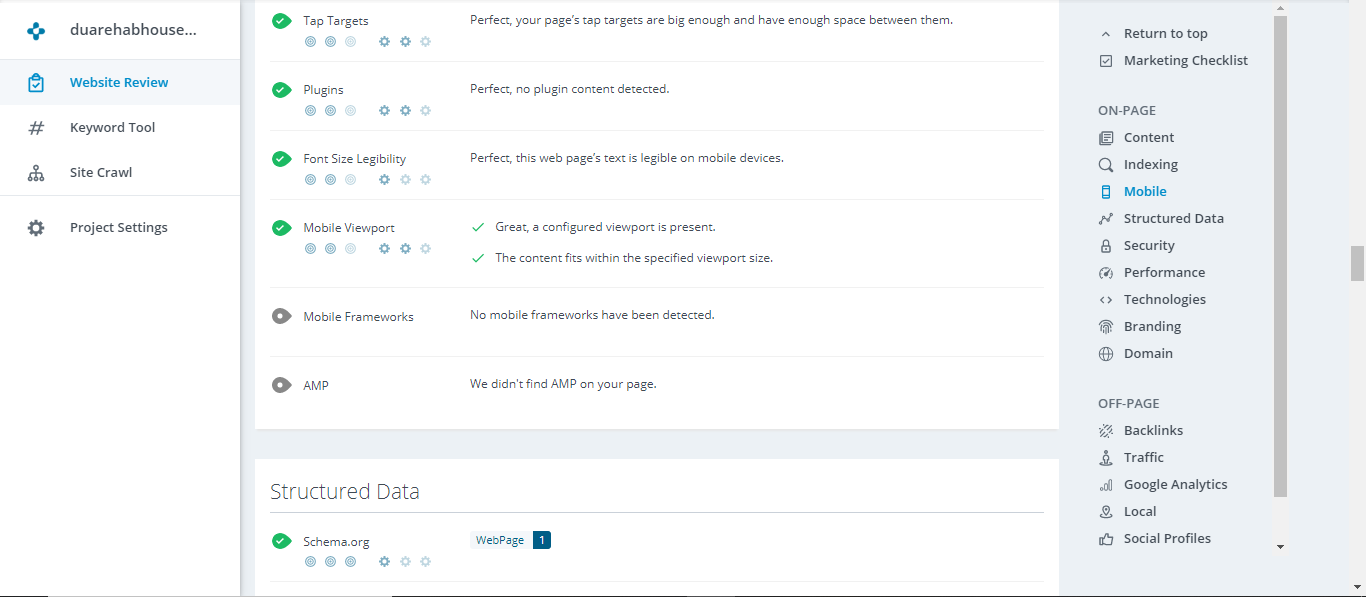 duarehabhouse...
Website Review
Keyword Tool
Site Crawl
Project Settings
Tap Targets
Perfect, your page’s tap targets are big enough and have enough space between them.
Plugins
Perfect, no plugin content detected.
Font Size Legibility
Perfect, this web page’s text is legible on mobile devices.
Mobile Viewport
Great, a configured viewport is present.
The content fits within the specified viewport size.
Mobile Frameworks
No mobile frameworks have been detected.
AMP
We didn't find AMP on your page.
Structured Data
Schema.org
WebPage 1
Return to top
Marketing Checklist
ON-PAGE
Content
Indexing
Mobile
Structured Data
Security
Performance
Technologies
Branding
Domain
OFF-PAGE
Backlinks
Traffic
Google Analytics
Local
Social Profiles